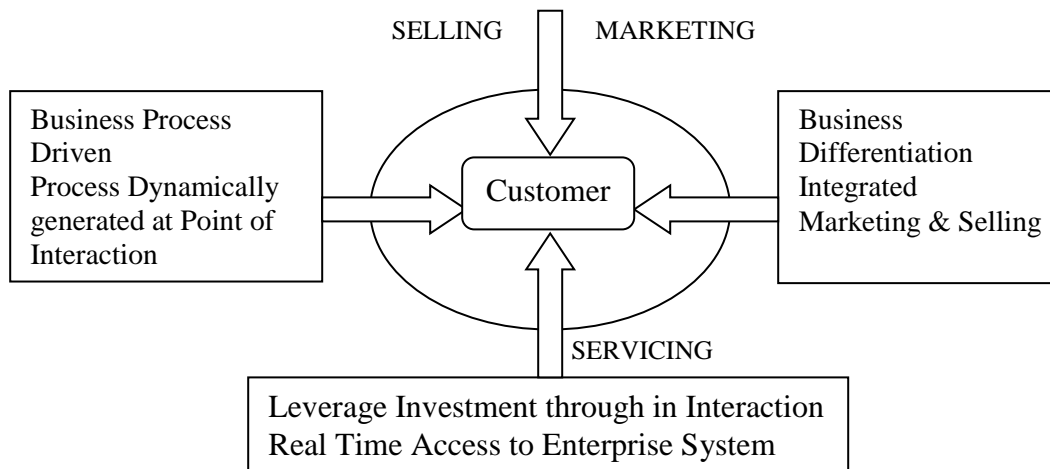 SELLING MARKETING
Business Process
Driven
Process Dynamically
generated at Point of
Interaction
Customer
Business
Differentiation
Integrated
Marketing & Selling
SERVICING
Leverage Investment through in Interaction
Real Time Access to Enterprise System